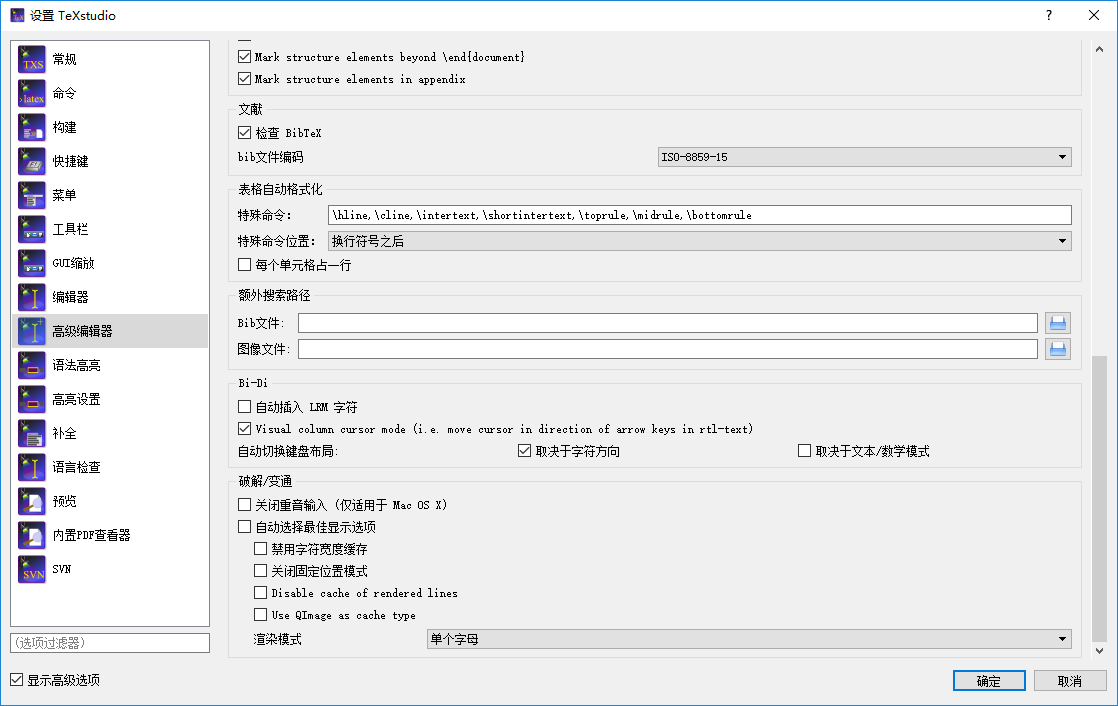 设置 TeXstudio
TXS 常规
latex 命令
构建
快捷键
菜单
工具栏
GUI缩放
编辑器
高级编辑器
语法高亮
高亮设置
补全
语言检查
预览
内置PDF查看器
SVN SVN
(选项过滤器)
显示高级选项
Mark structure elements beyond \end{document}
Mark structure elements in appendix
文献
检查 BibTeX
bib文件编码 ISO-8859-15
表格自动格式化
特殊命令: \hline,\cline,\intertext,\shortintertext,\toprule,\midrule,\bottomrule
特殊命令位置: 换行符号之后
每个单元格占一行
额外搜索路径
Bib文件:
图像文件:
Bi-Di
自动插入 LRM 字符
Visual column cursor mode (i.e. move cursor in direction of arrow keys in rtl-text)
自动切换键盘布局: 取决于字符方向 取决于文本/数学模式
破解/变通
关闭重音输入 (仅适用于 Mac OS X)
自动选择最佳显示选项
禁用字符宽度缓存
关闭固定位置模式
Disable cache of rendered lines
Use QImage as cache type
渲染模式 单个字母
确定 取消